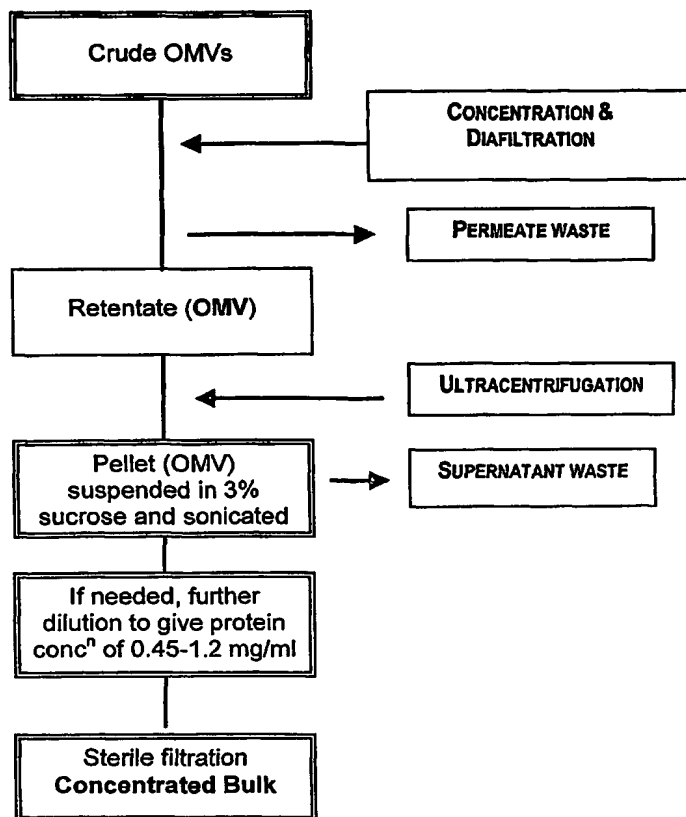 Crude OMVs
CONCENTRATION &
DIAFILTRATION
PERMEATE WASTE
Retentate (OMV)
ULTRACENTRIFUGATION
Pellet (OMV)
suspended in 3%
sucrose and sonicated
SUPERNATANT WASTE
If needed, further
dilution to give protein
concⁿ of 0.45-1.2 mg/ml
Sterile filtration
Concentrated Bulk